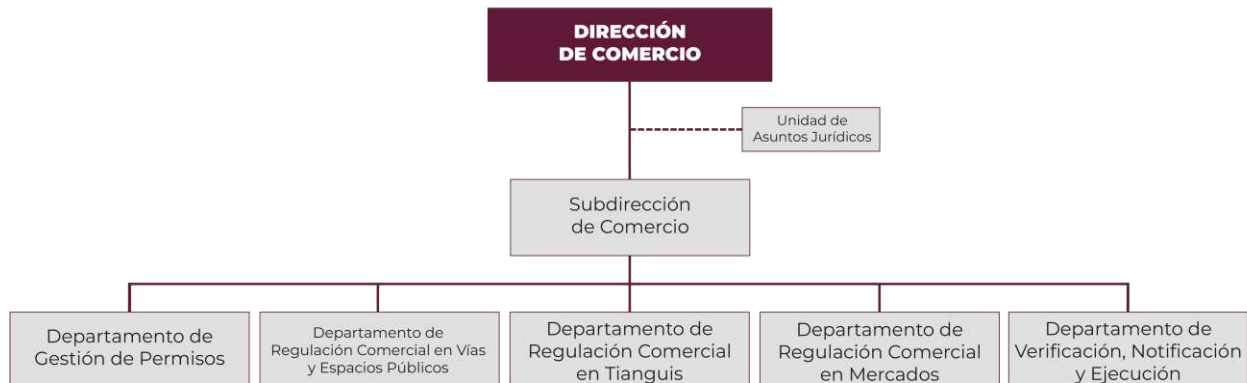 DIRECCIÓN
DE COMERCIO
Unidad de
Asuntos Jurídicos
Subdirección
de Comercio
Departamento de
Gestión de Permisos
Departamento de
Regulación Comercial en Vías
y Espacios Públicos
Departamento de
Regulación Comercial
en Tianguis
Departamento de
Regulación Comercial
en Mercados
Departamento de
Verificación, Notificación
y Ejecución